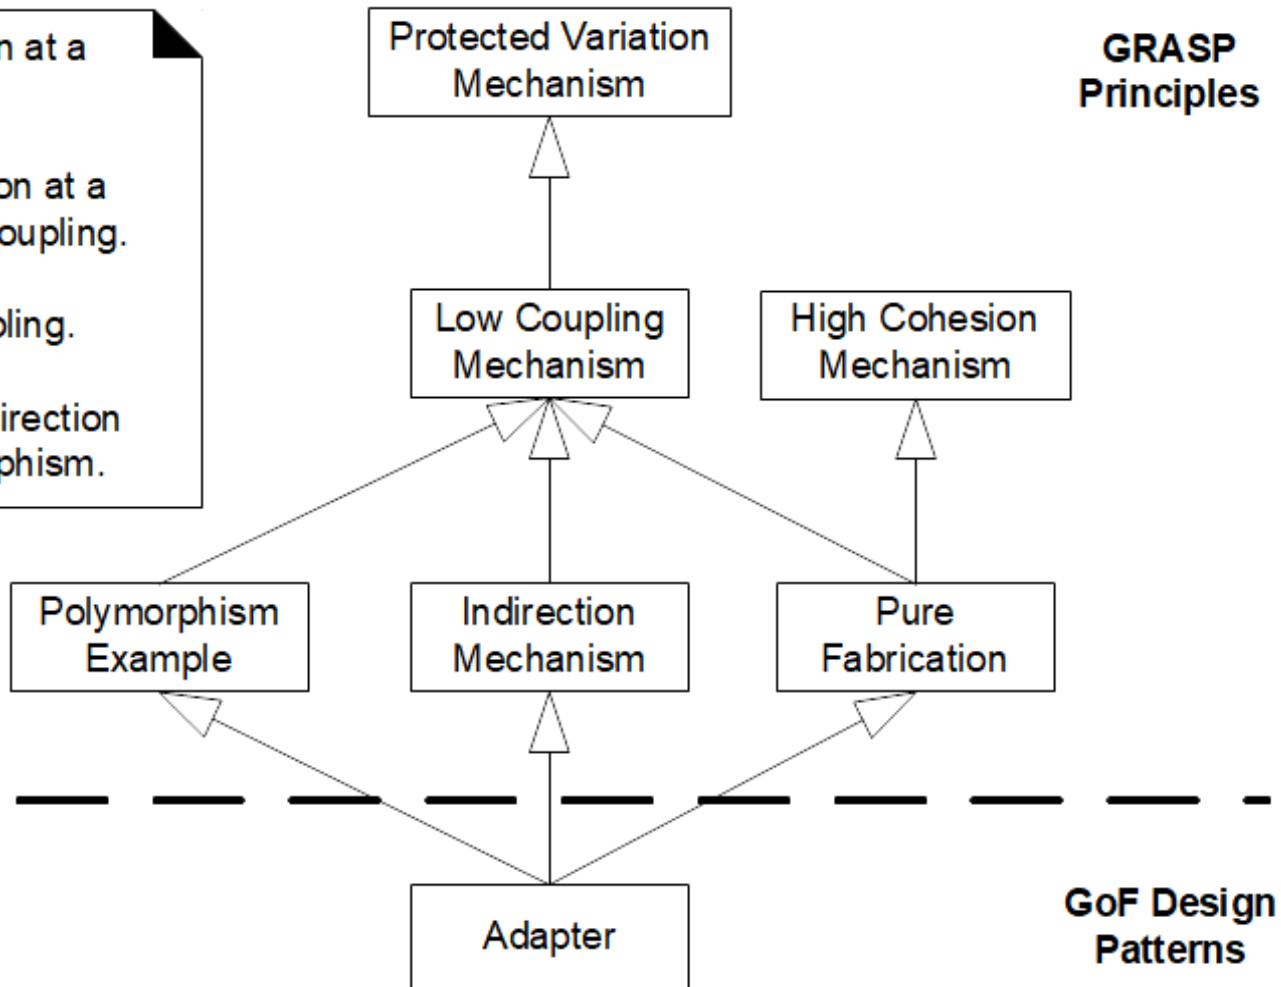 n at a
on at a
oupling.
pling.
irection
phism.
Protected Variation
Mechanism
GRASP
Principles
Low Coupling
Mechanism
High Cohesion
Mechanism
Polymorphism
Example
Indirection
Mechanism
Pure
Fabrication
Adapter
GoF Design
Patterns